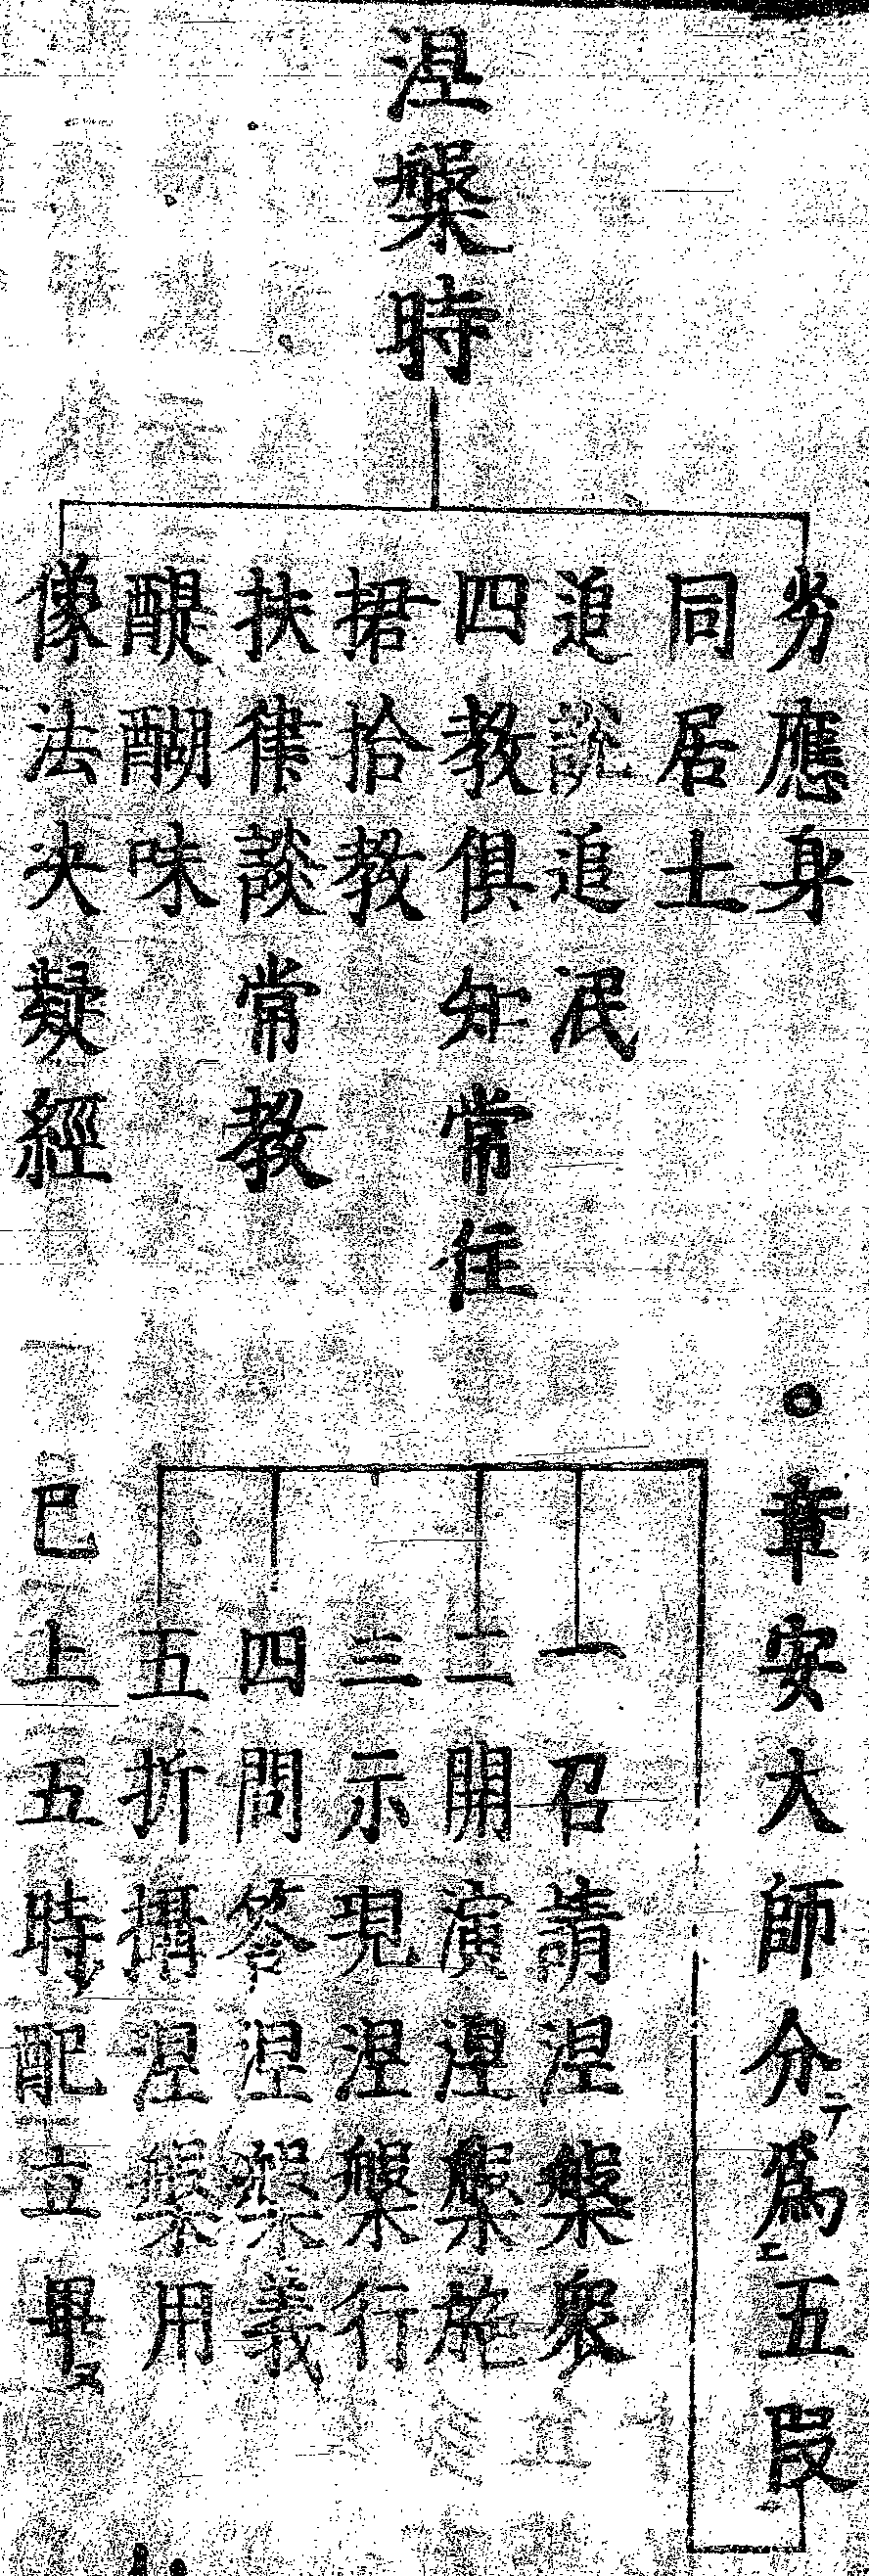 涅槃時
劣應身
同居土
追說追泯
四教俱知常住
捃拾教
扶律談常教
醍醐味
像法決疑經
○章安大師分テ為ニ五段
一召請涅槃衆
二開演涅槃施
三示現涅槃行
四問答涅槃義
五折攝涅槃用
已上五時配立畢又